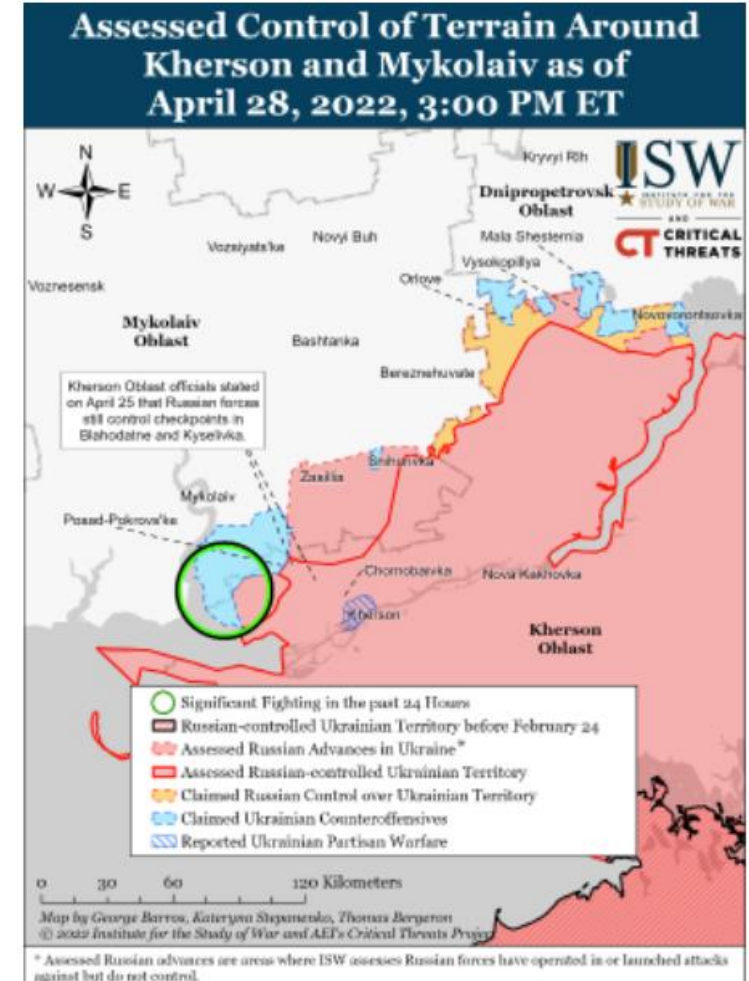 Assessed Control of Terrain Around
Kherson and Mykolaiv as of
April 28, 2022, 3:00 PM ET
N
W E
S
Kryvyi Rih
ISW
INSTITUTE FOR THE
STUDY OF WAR
AND
CT CRITICAL
THREATS
Dnipropetrovsk
Oblast
Mala Shesternia
Vozsiyats'ke
Novyi Buh
Vysokopillya
Orlove
Voznesensk
Novovorontsovka
Mykolaiv
Oblast
Bashtanka
Bereznehuvate
Kherson Oblast officials stated
on April 25 that Russian forces
still control checkpoints in
Blahodatne and Kyselivka.
Snihurivka
Zasillia
Mykolaiv
Posad-Pokrovs'ke
Chornobaivka
Nova Kakhovka
Kherson
Kherson
Oblast
Significant Fighting in the past 24 Hours
Russian-controlled Ukrainian Territory before February 24
Assessed Russian Advances in Ukraine*
Assessed Russian-controlled Ukrainian Territory
Claimed Russian Control over Ukrainian Territory
Claimed Ukrainian Counteroffensives
Reported Ukrainian Partisan Warfare
0 30 60 120 Kilometers
Map by George Barros, Kateryna Stepanenko, Thomas Bergeron
© 2022 Institute for the Study of War and AEI's Critical Threats Project
* Assessed Russian advances are areas where ISW assesses Russian forces have operated in or launched attacks
against but do not control.